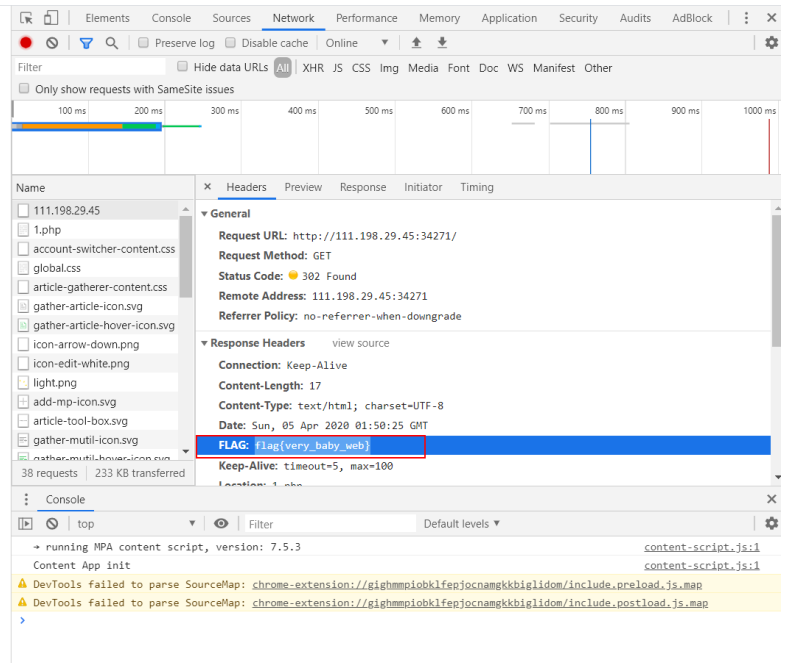 Elements Console Sources Network Performance Memory Application Security Audits AdBlock
Preserve log Disable cache Online
Filter Hide data URLs All XHR JS CSS Img Media Font Doc WS Manifest Other
Only show requests with SameSite issues
100 ms 200 ms 300 ms 400 ms 500 ms 600 ms 700 ms 800 ms 900 ms 1000 ms
Name
111.198.29.45
1.php
account-switcher-content.css
global.css
article-gatherer-content.css
gather-article-icon.svg
gather-article-hover-icon.svg
icon-arrow-down.png
icon-edit-white.png
light.png
add-mp-icon.svg
article-tool-box.svg
gather-mutil-icon.svg
gather-mutil-hover-icon.svg
38 requests 233 KB transferred
Headers Preview Response Initiator Timing
General
Request URL: http://111.198.29.45:34271/
Request Method: GET
Status Code: 302 Found
Remote Address: 111.198.29.45:34271
Referrer Policy: no-referrer-when-downgrade
Response Headers view source
Connection: Keep-Alive
Content-Length: 17
Content-Type: text/html; charset=UTF-8
Date: Sun, 05 Apr 2020 01:50:25 GMT
FLAG: flag{very_baby_web}
Keep-Alive: timeout=5, max=100
Location: 1.php
Console
top Filter Default levels
→ running MPA content script, version: 7.5.3 content-script.js:1
Content App init content-script.js:1
DevTools failed to parse SourceMap: chrome-extension://gighmmpiobklfepjocnamgkkbiglidom/include.preload.js.map
DevTools failed to parse SourceMap: chrome-extension://gighmmpiobklfepjocnamgkkbiglidom/include.postload.js.map